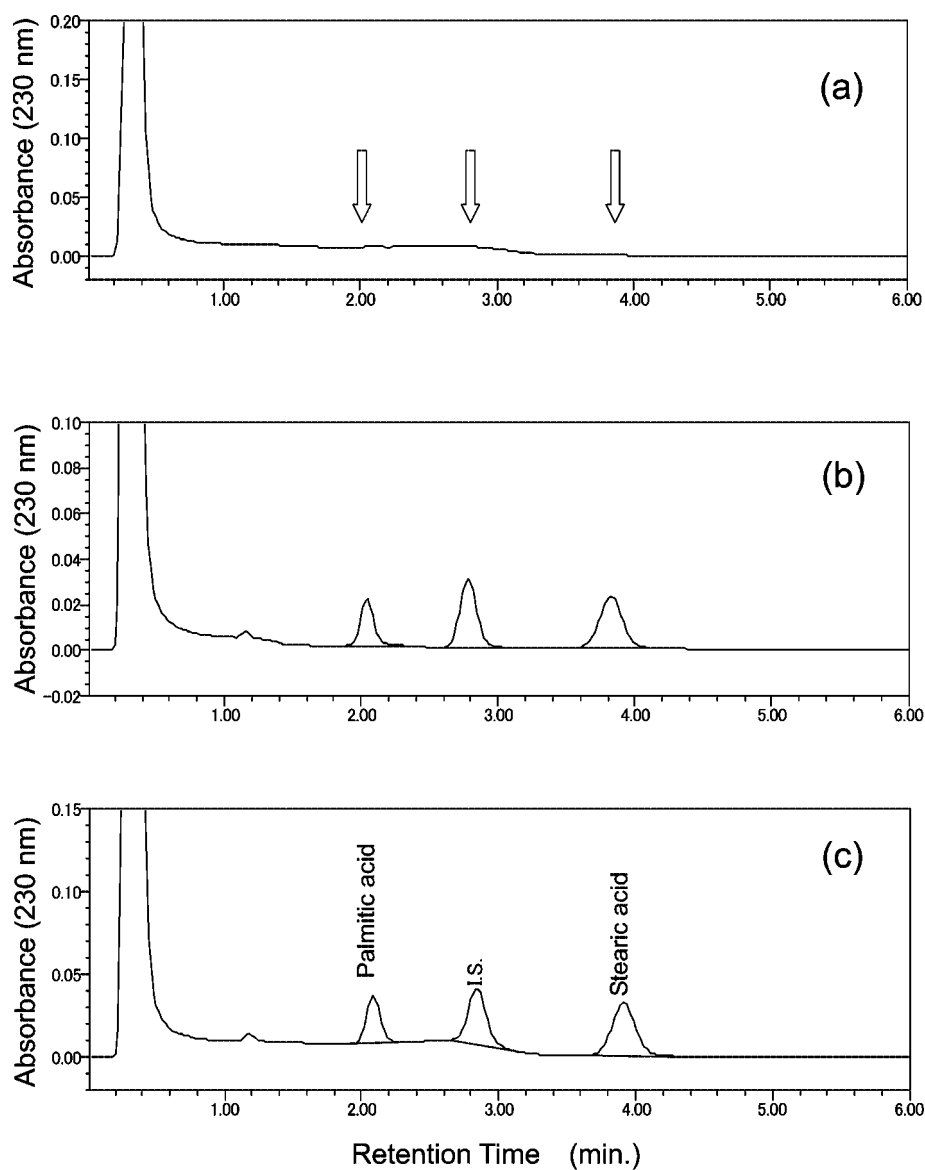 0.20
0.15
0.10
0.05
0.00
Absorbance (230 nm)
(a)
1.00 2.00 3.00 4.00 5.00 6.00
0.10
0.08
0.06
0.04
0.02
0.00
−0.02
Absorbance (230 nm)
(b)
1.00 2.00 3.00 4.00 5.00 6.00
0.15
0.10
0.05
0.00
Absorbance (230 nm)
(c)
Palmitic acid
I.S.
Stearic acid
1.00 2.00 3.00 4.00 5.00 6.00
Retention Time (min.)